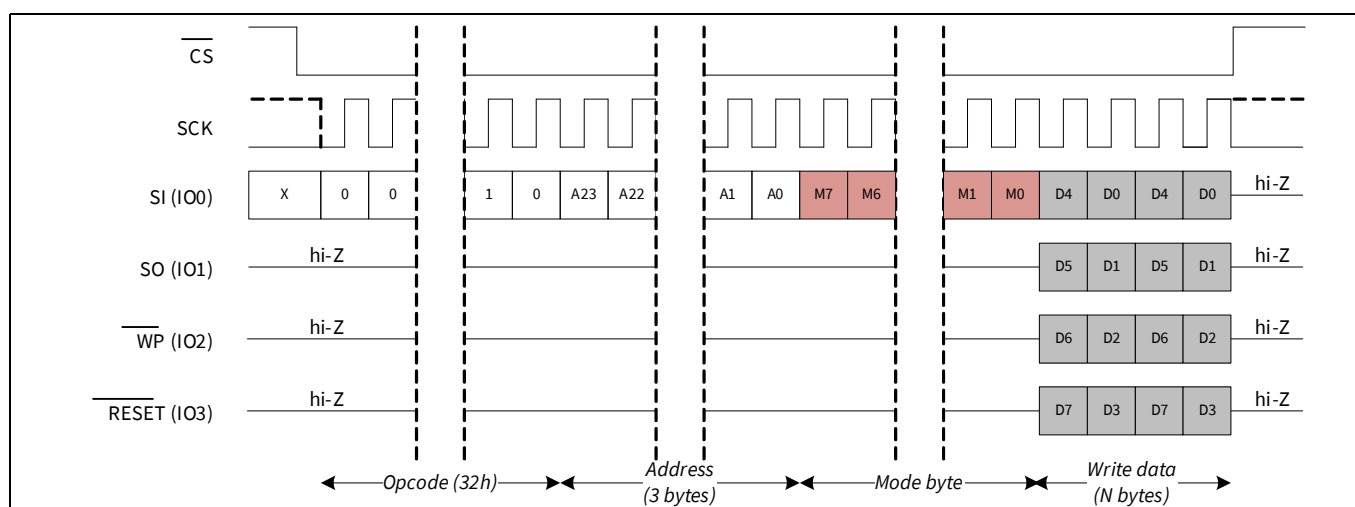 CS
SCK
SI (IO0) X 0 0 1 0 A23 A22 A1 A0 M7 M6 M1 M0 D4 D0 D4 D0 hi-Z
SO (IO1) hi-Z D5 D1 D5 D1 hi-Z
WP (IO2) hi-Z D6 D2 D6 D2 hi-Z
RESET (IO3) hi-Z D7 D3 D7 D3 hi-Z
Opcode (32h) Address (3 bytes) Mode byte Write data (N bytes)